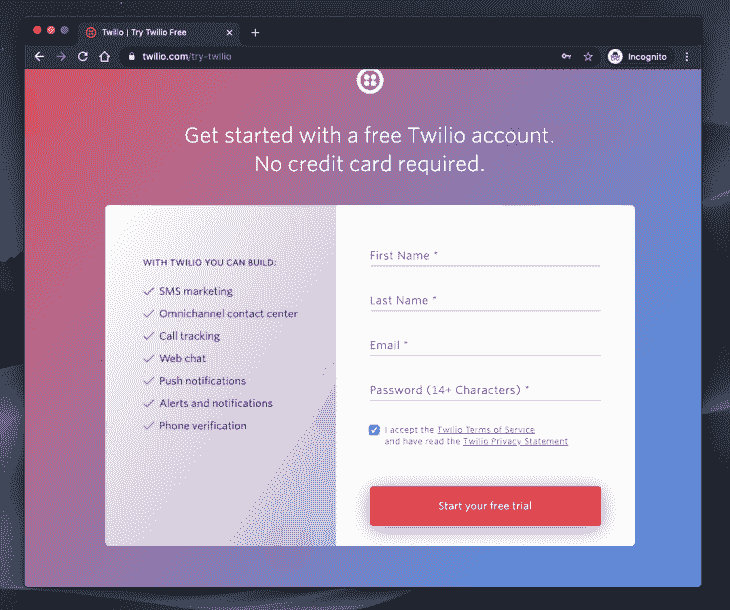 Twilio | Try Twilio Free
twilio.com/try-twilio
Incognito
Get started with a free Twilio account.
No credit card required.
WITH TWILIO YOU CAN BUILD:
SMS marketing
Omnichannel contact center
Call tracking
Web chat
Push notifications
Alerts and notifications
Phone verification
First Name *
Last Name *
Email *
Password (14+ Characters) *
I accept the Twilio Terms of Service
and have read the Twilio Privacy Statement
Start your free trial